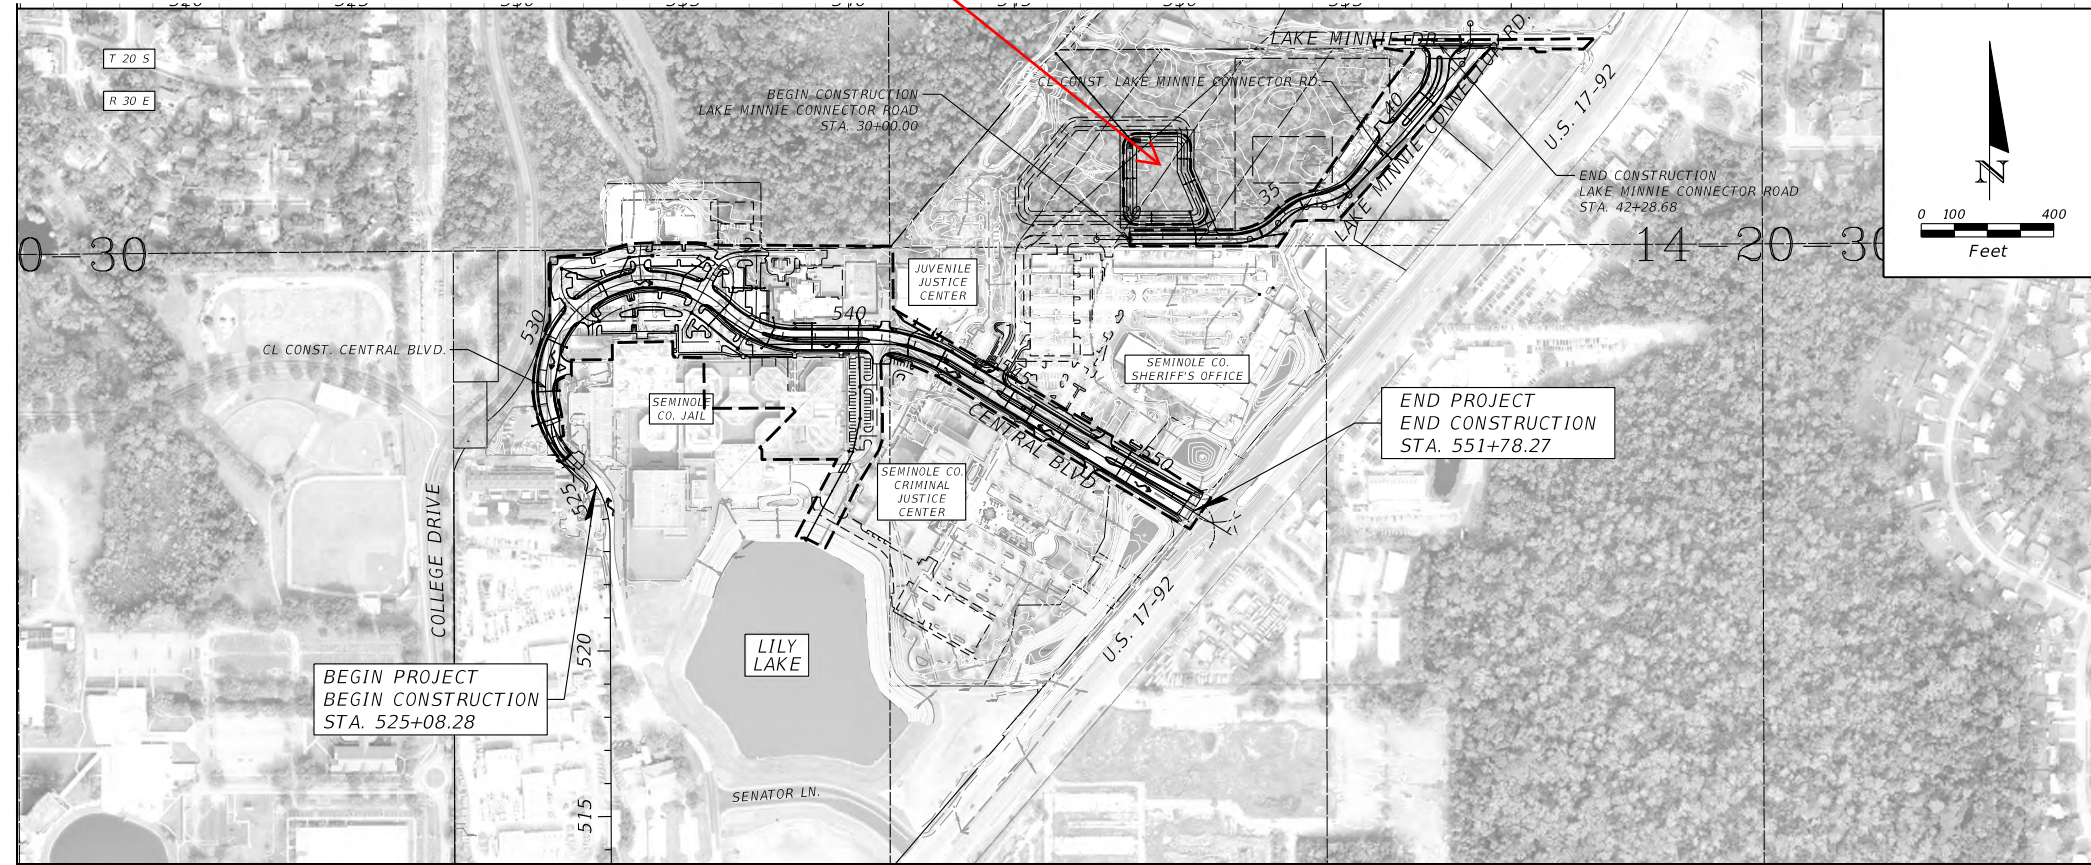 T 20 S
R 30 E
BEGIN CONSTRUCTION
LAKE MINNIE CONNECTOR ROAD
STA. 30+00.00
LAKE MINNIE DR.
CL CONST. LAKE MINNIE CONNECTOR RD.
40
35
LAKE MINNIE CONNECTOR RD.
U.S. 17-92
END CONSTRUCTION
LAKE MINNIE CONNECTOR ROAD
STA. 42+28.68
N
0 100 400
Feet
0-30
14-20-30
JUVENILE
JUSTICE
CENTER
530
540
CL CONST. CENTRAL BLVD.
545
SEMINOLE CO.
SHERIFF'S OFFICE
SEMINOLE
CO. JAIL
CENTRAL BLVD
550
END PROJECT
END CONSTRUCTION
STA. 551+78.27
SEMINOLE CO.
CRIMINAL
JUSTICE
CENTER
525
COLLEGE DRIVE
U.S. 17-92
520
LILY
LAKE
BEGIN PROJECT
BEGIN CONSTRUCTION
STA. 525+08.28
SENATOR LN.
515